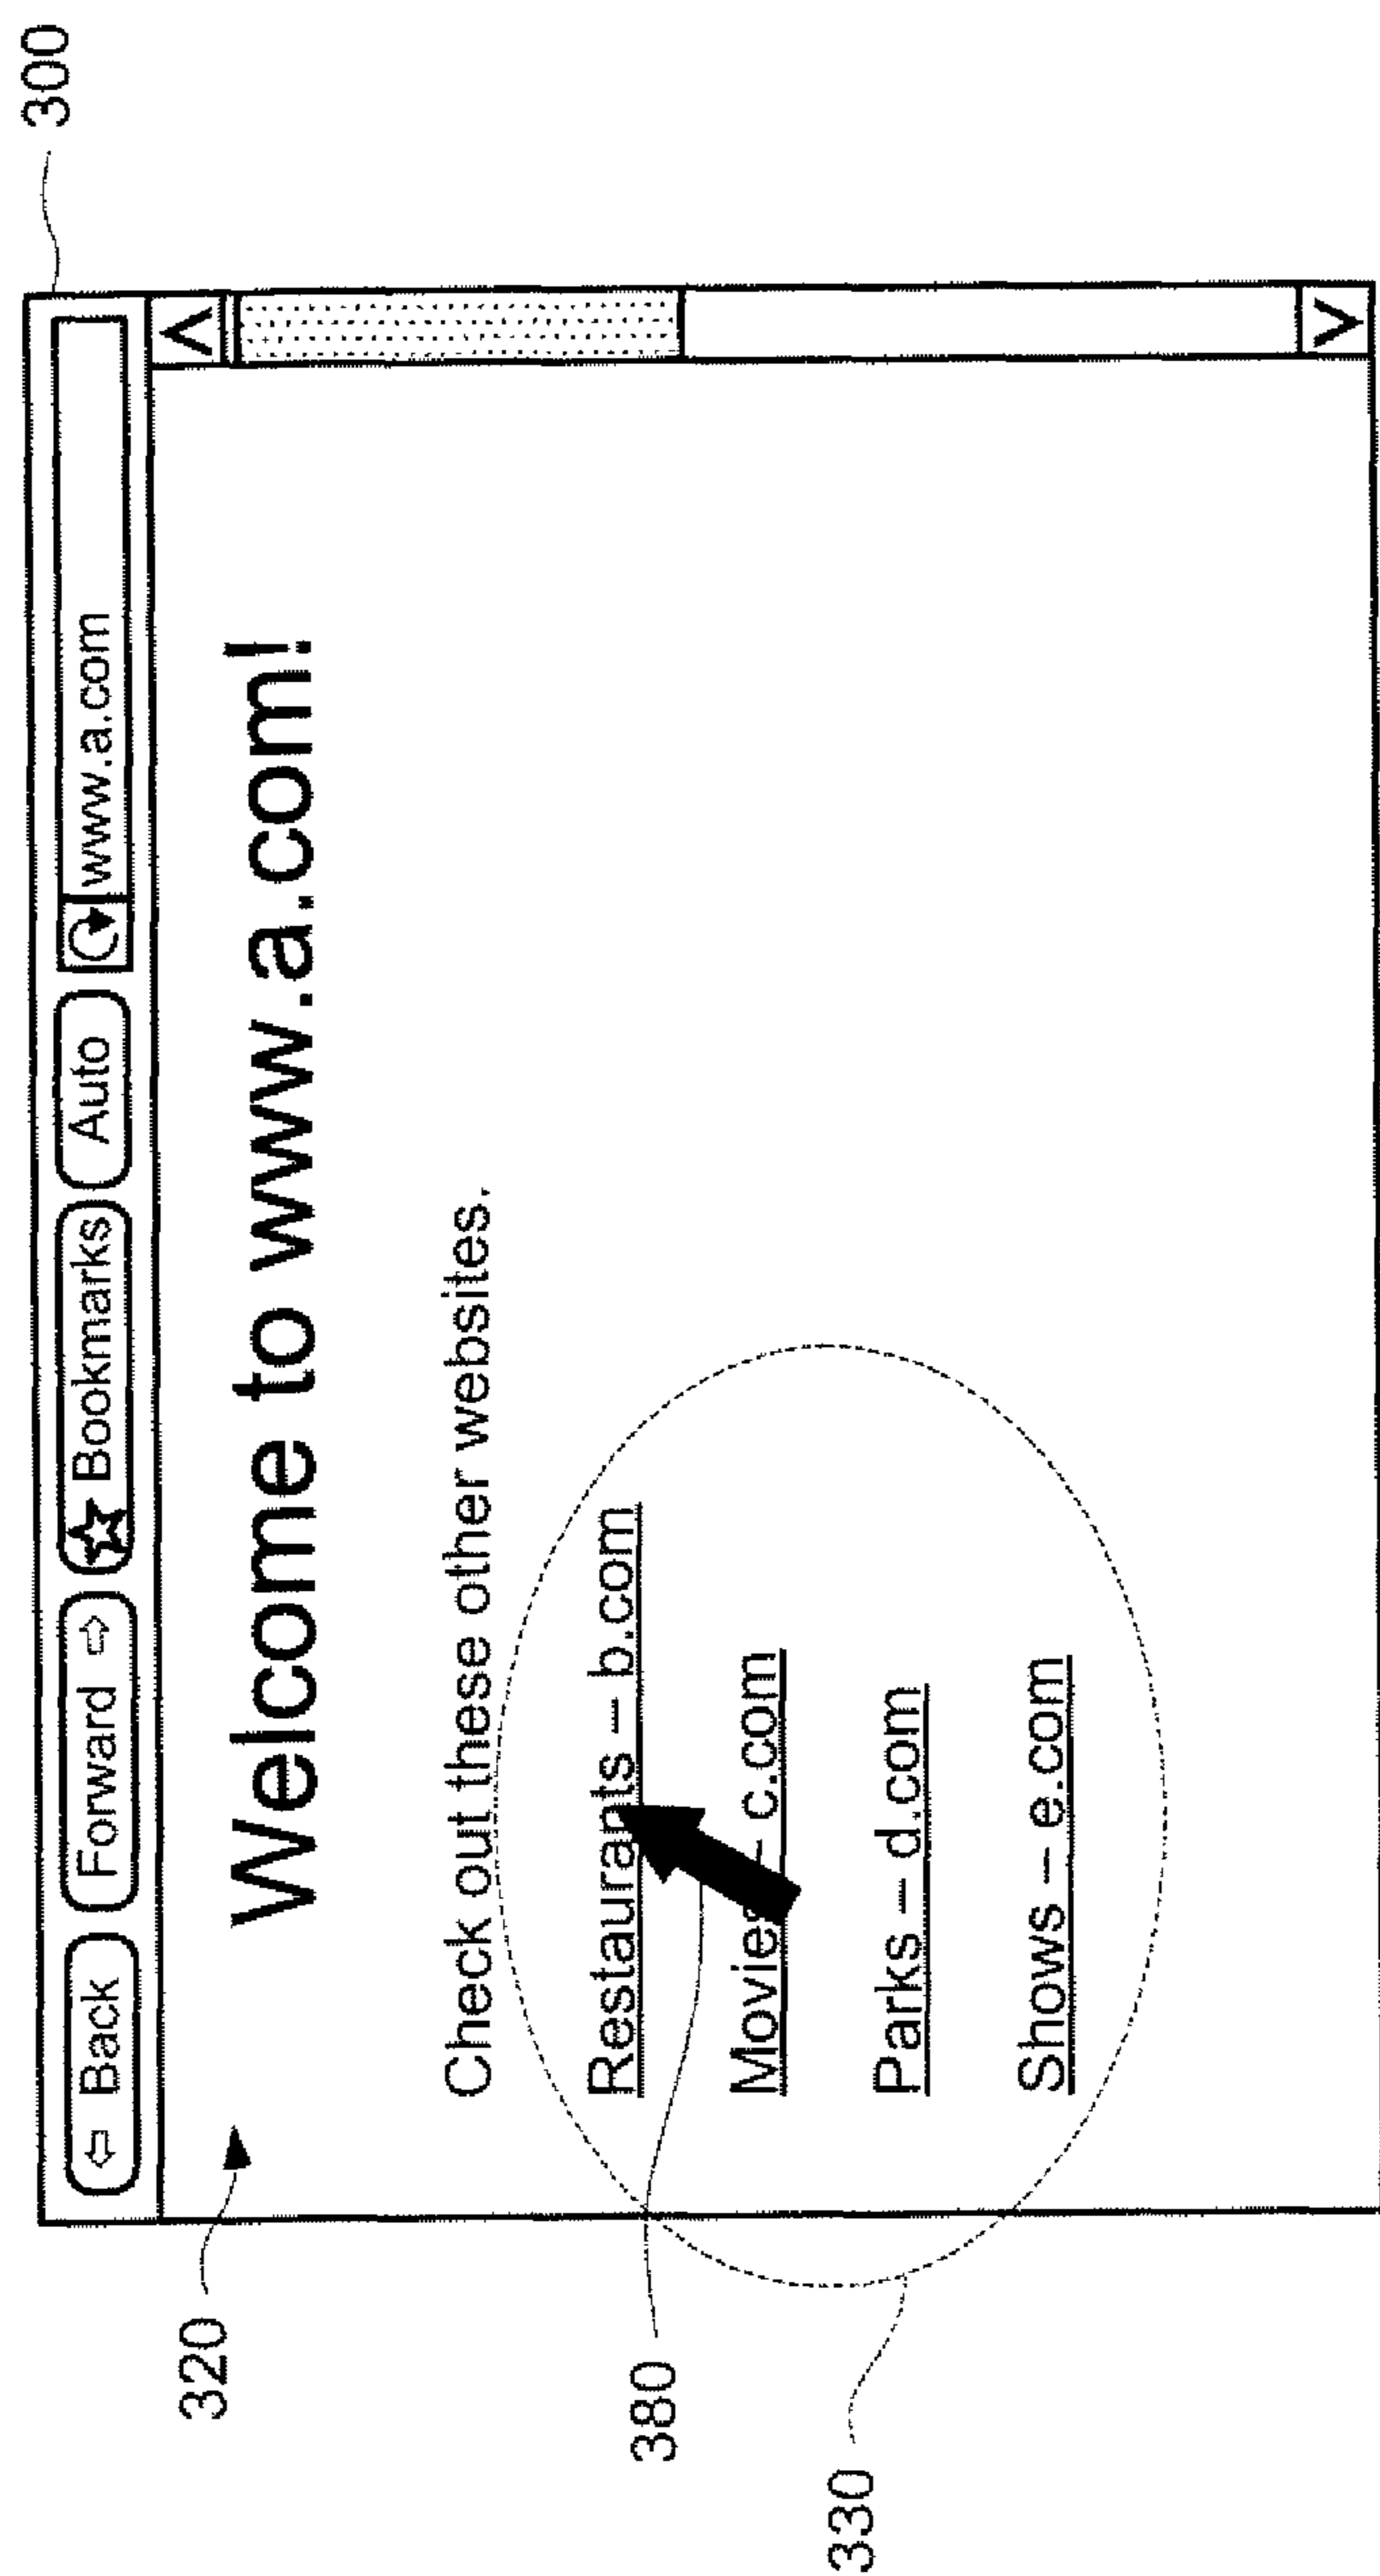 300
Back Forward Bookmarks Auto www.a.com
320
Welcome to www.a.com!
Check out these other websites.
Restaurants – b.com
380
Movies – c.com
330
Parks – d.com
Shows – e.com